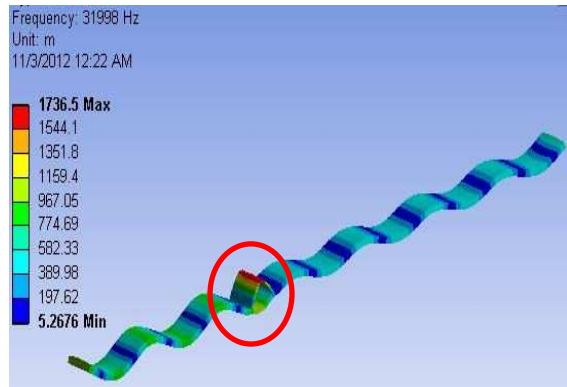 Frequency: 31998 Hz
Unit: m
11/3/2012 12:22 AM
1736.5 Max
1544.1
1351.8
1159.4
967.05
774.69
582.33
389.98
197.62
5.2676 Min